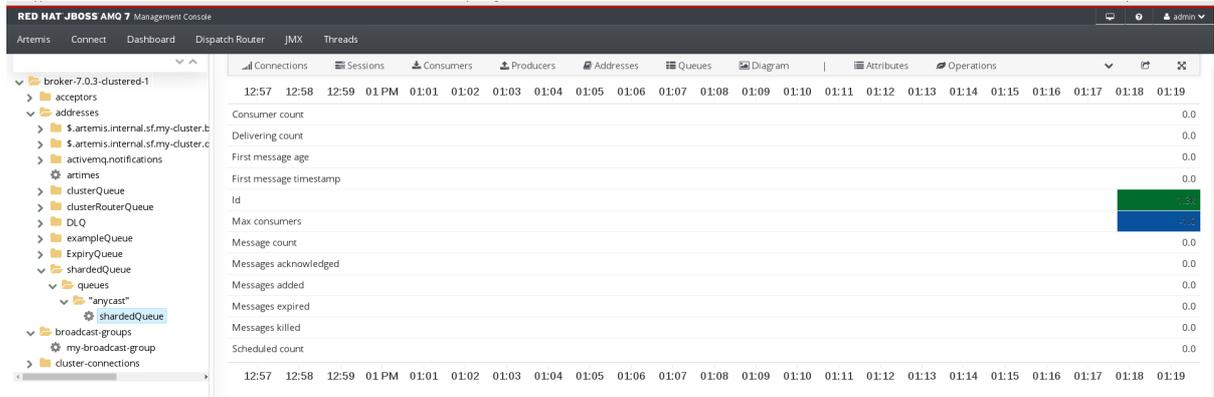 RED HAT JBOSS AMQ 7 Management Console
admin
Artemis Connect Dashboard Dispatch Router JMX Threads
Connections Sessions Consumers Producers Addresses Queues Diagram | Attributes Operations
broker-7.0.3-clustered-1
acceptors
addresses
$.artemis.internal.sf.my-cluster.b
$.artemis.internal.sf.my-cluster.c
activemq.notifications
artimes
clusterQueue
clusterRouterQueue
DLQ
exampleQueue
ExpiryQueue
shardedQueue
queues
"anycast"
shardedQueue
broadcast-groups
my-broadcast-group
cluster-connections
12:57 12:58 12:59 01 PM 01:01 01:02 01:03 01:04 01:05 01:06 01:07 01:08 01:09 01:10 01:11 01:12 01:13 01:14 01:15 01:16 01:17 01:18 01:19
Consumer count 0.0
Delivering count 0.0
First message age 0.0
First message timestamp 0.0
Id
Max consumers
Message count 0.0
Messages acknowledged 0.0
Messages added 0.0
Messages expired 0.0
Messages killed 0.0
Scheduled count 0.0
12:57 12:58 12:59 01 PM 01:01 01:02 01:03 01:04 01:05 01:06 01:07 01:08 01:09 01:10 01:11 01:12 01:13 01:14 01:15 01:16 01:17 01:18 01:19